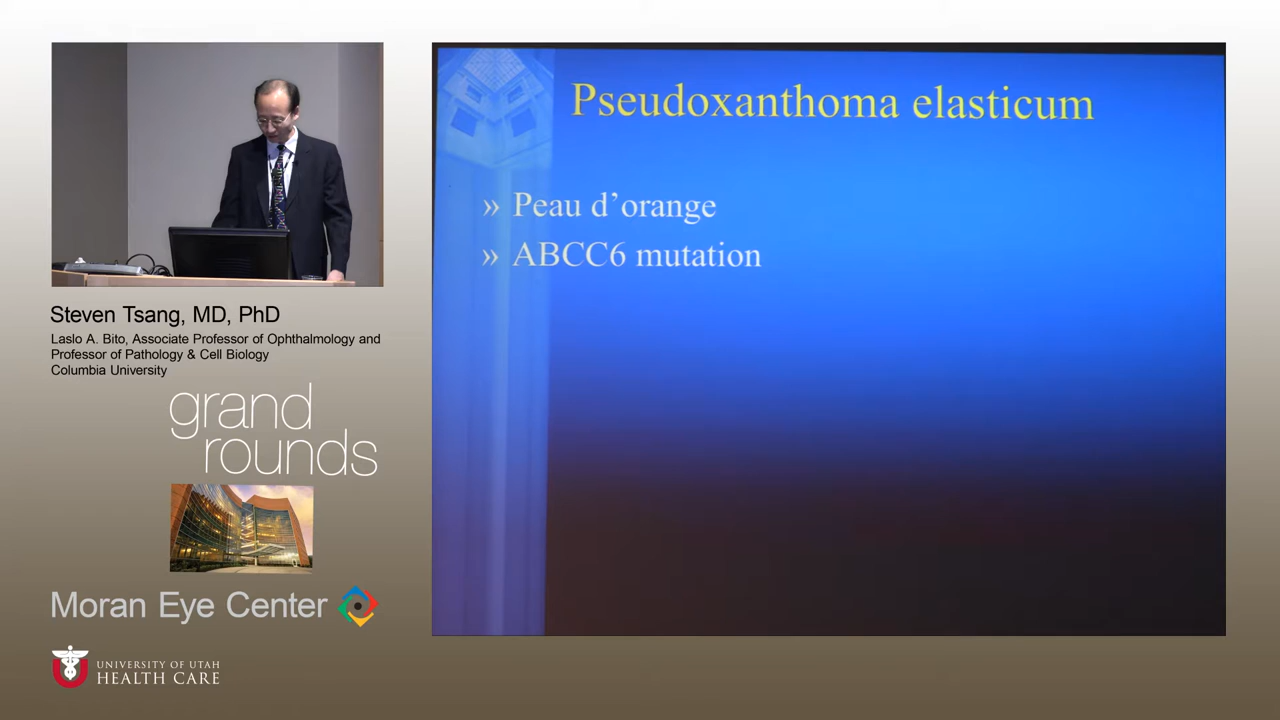 Pseudoxanthoma elasticum
» Peau d’orange
» ABCC6 mutation
Steven Tsang, MD, PhD
Laslo A. Bito, Associate Professor of Ophthalmology and
Professor of Pathology & Cell Biology
Columbia University
grand
rounds
Moran Eye Center
UNIVERSITY OF UTAH
HEALTH CARE